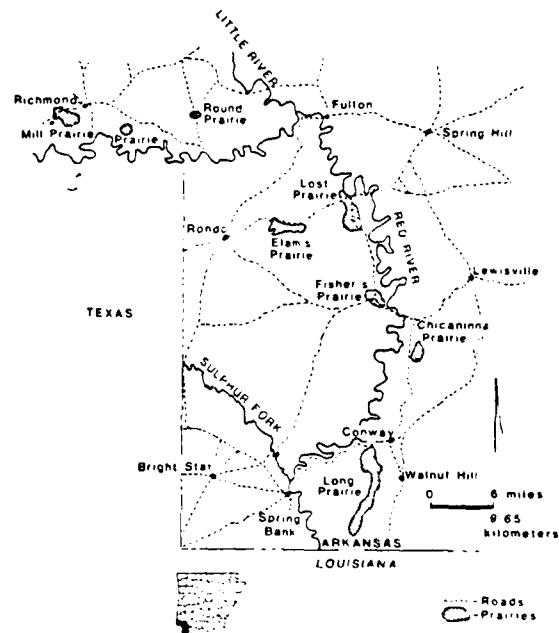 LITTLE RIVER
Richmond
Round
Prairie
Fulton
Mill Prairie
Prairie
Spring Hill
Lost Prairie
Rondo
Elam's
Prairie
RED RIVER
Lewisville
Fisher's
Prairie
TEXAS
Chicaninna
Prairie
SULPHUR FORK
Conway
Bright Star
Walnut Hill
Long
Prairie
0 6 miles
9.65
kilometers
Spring
Bank
ARKANSAS
LOUISIANA
Roads
Prairies